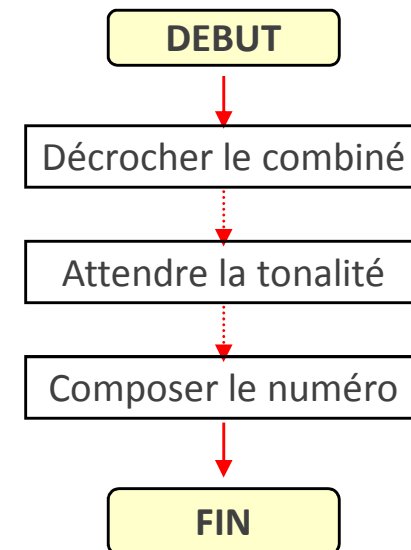 DEBUT
Décrocher le combiné
Attendre la tonalité
Composer le numéro
FIN